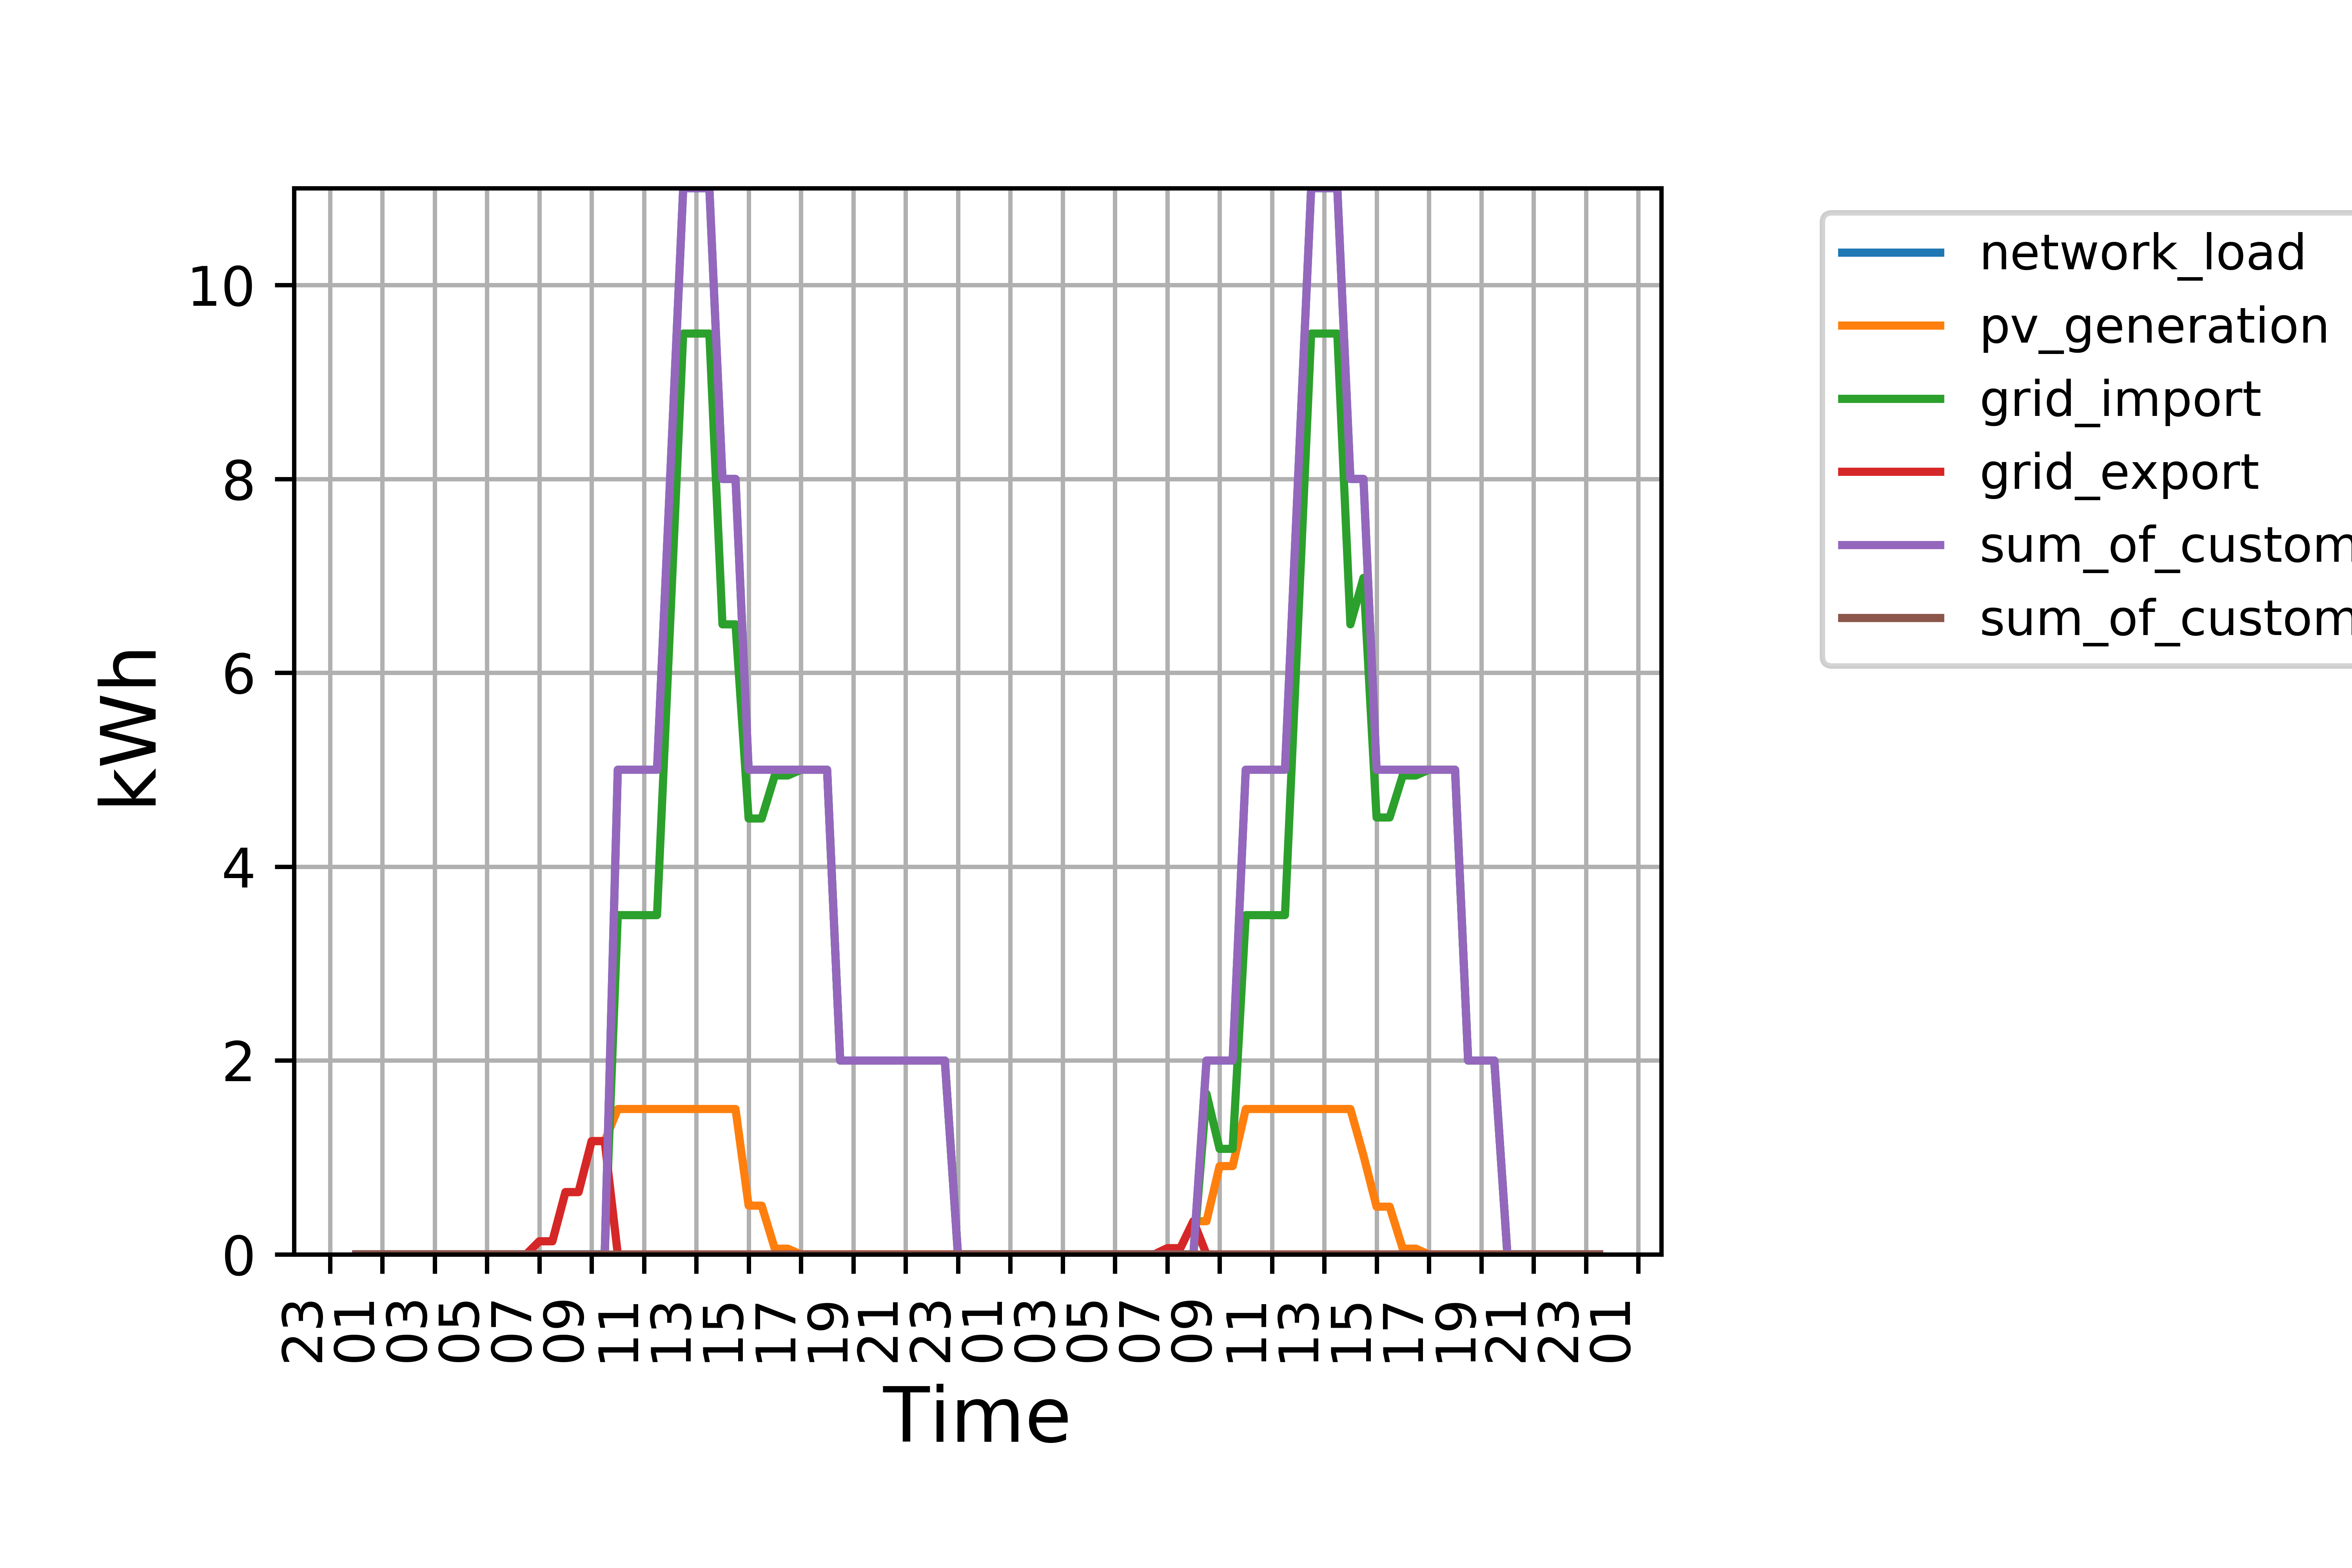 10
8
6
4
2
0
kWh
23 01 03 05 07 09 11 13 15 17 19 21 23 01 03 05 07 09 11 13 15 17 19 21 23 01
Time
network_load
pv_generation
grid_import
grid_export
sum_of_custom
sum_of_custom